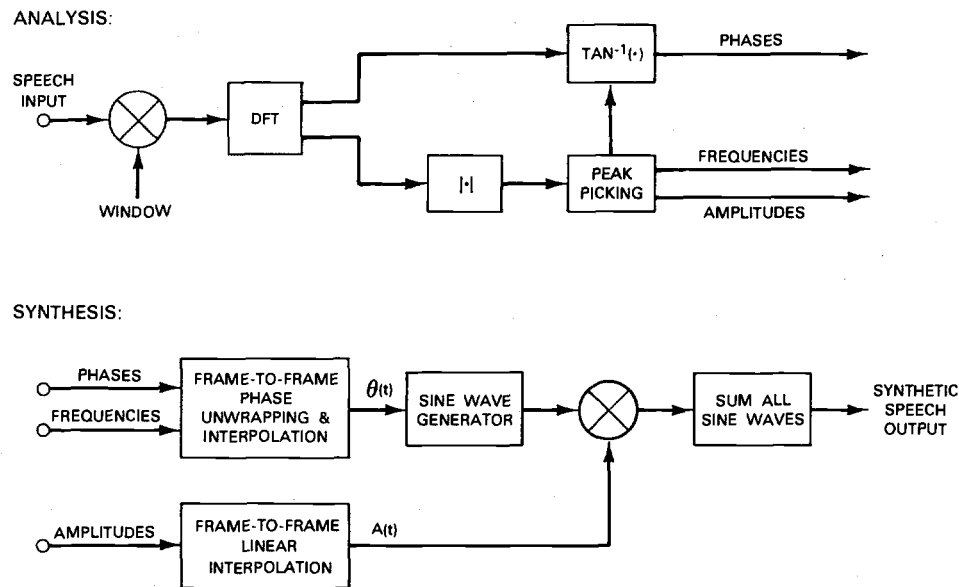 ANALYSIS:
SPEECH
INPUT
WINDOW
DFT
|•|
TAN⁻¹(•)
PEAK
PICKING
PHASES
FREQUENCIES
AMPLITUDES
SYNTHESIS:
PHASES
FREQUENCIES
FRAME-TO-FRAME
PHASE
UNWRAPPING &
INTERPOLATION
θ(t)
SINE WAVE
GENERATOR
SUM ALL
SINE WAVES
SYNTHETIC
SPEECH
OUTPUT
AMPLITUDES
FRAME-TO-FRAME
LINEAR
INTERPOLATION
A(t)